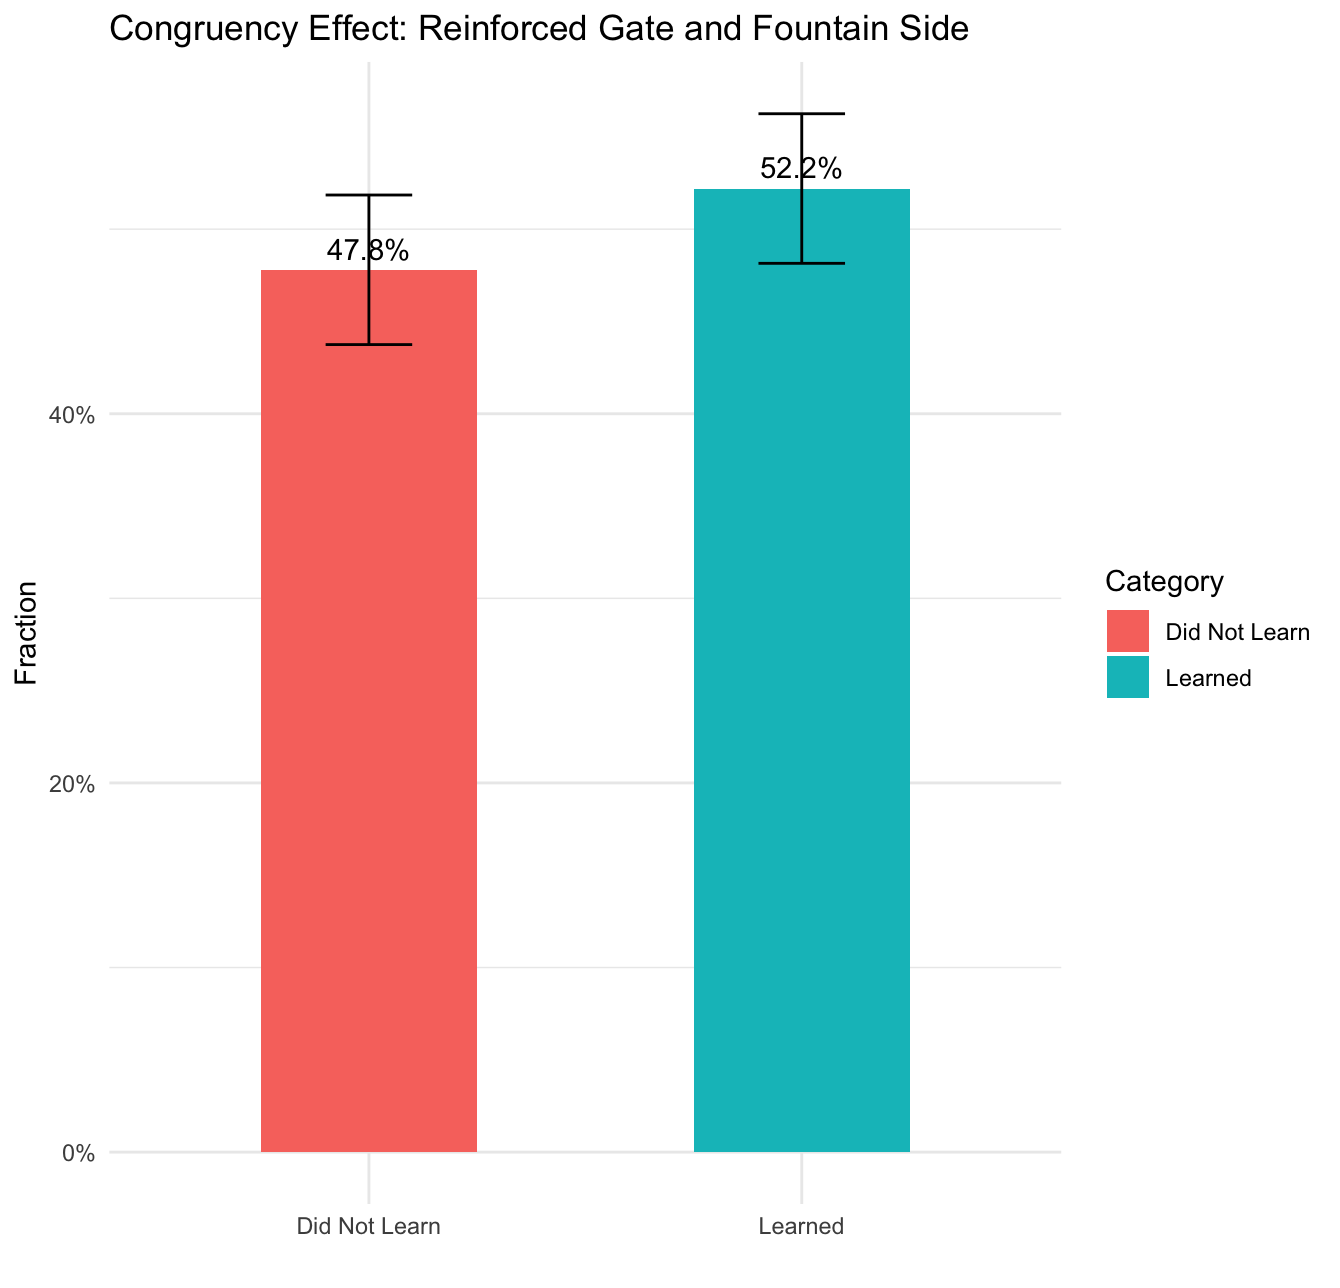 Congruency Effect: Reinforced Gate and Fountain Side
52.2%
47.8%
40%
20%
0%
Fraction
Did Not Learn
Learned
Category
Did Not Learn
Learned